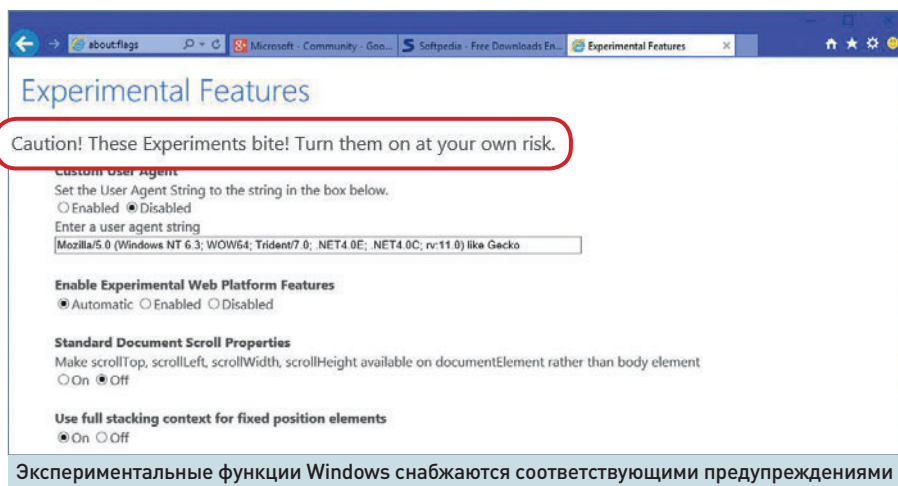 about:flags
Microsoft - Community - Goo...
Softpedia - Free Downloads En...
Experimental Features
Experimental Features
Caution! These Experiments bite! Turn them on at your own risk.
Custom User Agent
Set the User Agent String to the string in the box below.
Enabled Disabled
Enter a user agent string
Mozilla/5.0 (Windows NT 6.3; WOW64; Trident/7.0; .NET4.0E; .NET4.0C; rv:11.0) like Gecko
Enable Experimental Web Platform Features
Automatic Enabled Disabled
Standard Document Scroll Properties
Make scrollTop, scrollLeft, scrollWidth, scrollHeight available on documentElement rather than body element
On Off
Use full stacking context for fixed position elements
On Off
Экспериментальные функции Windows снабжаются соответствующими предупреждениями